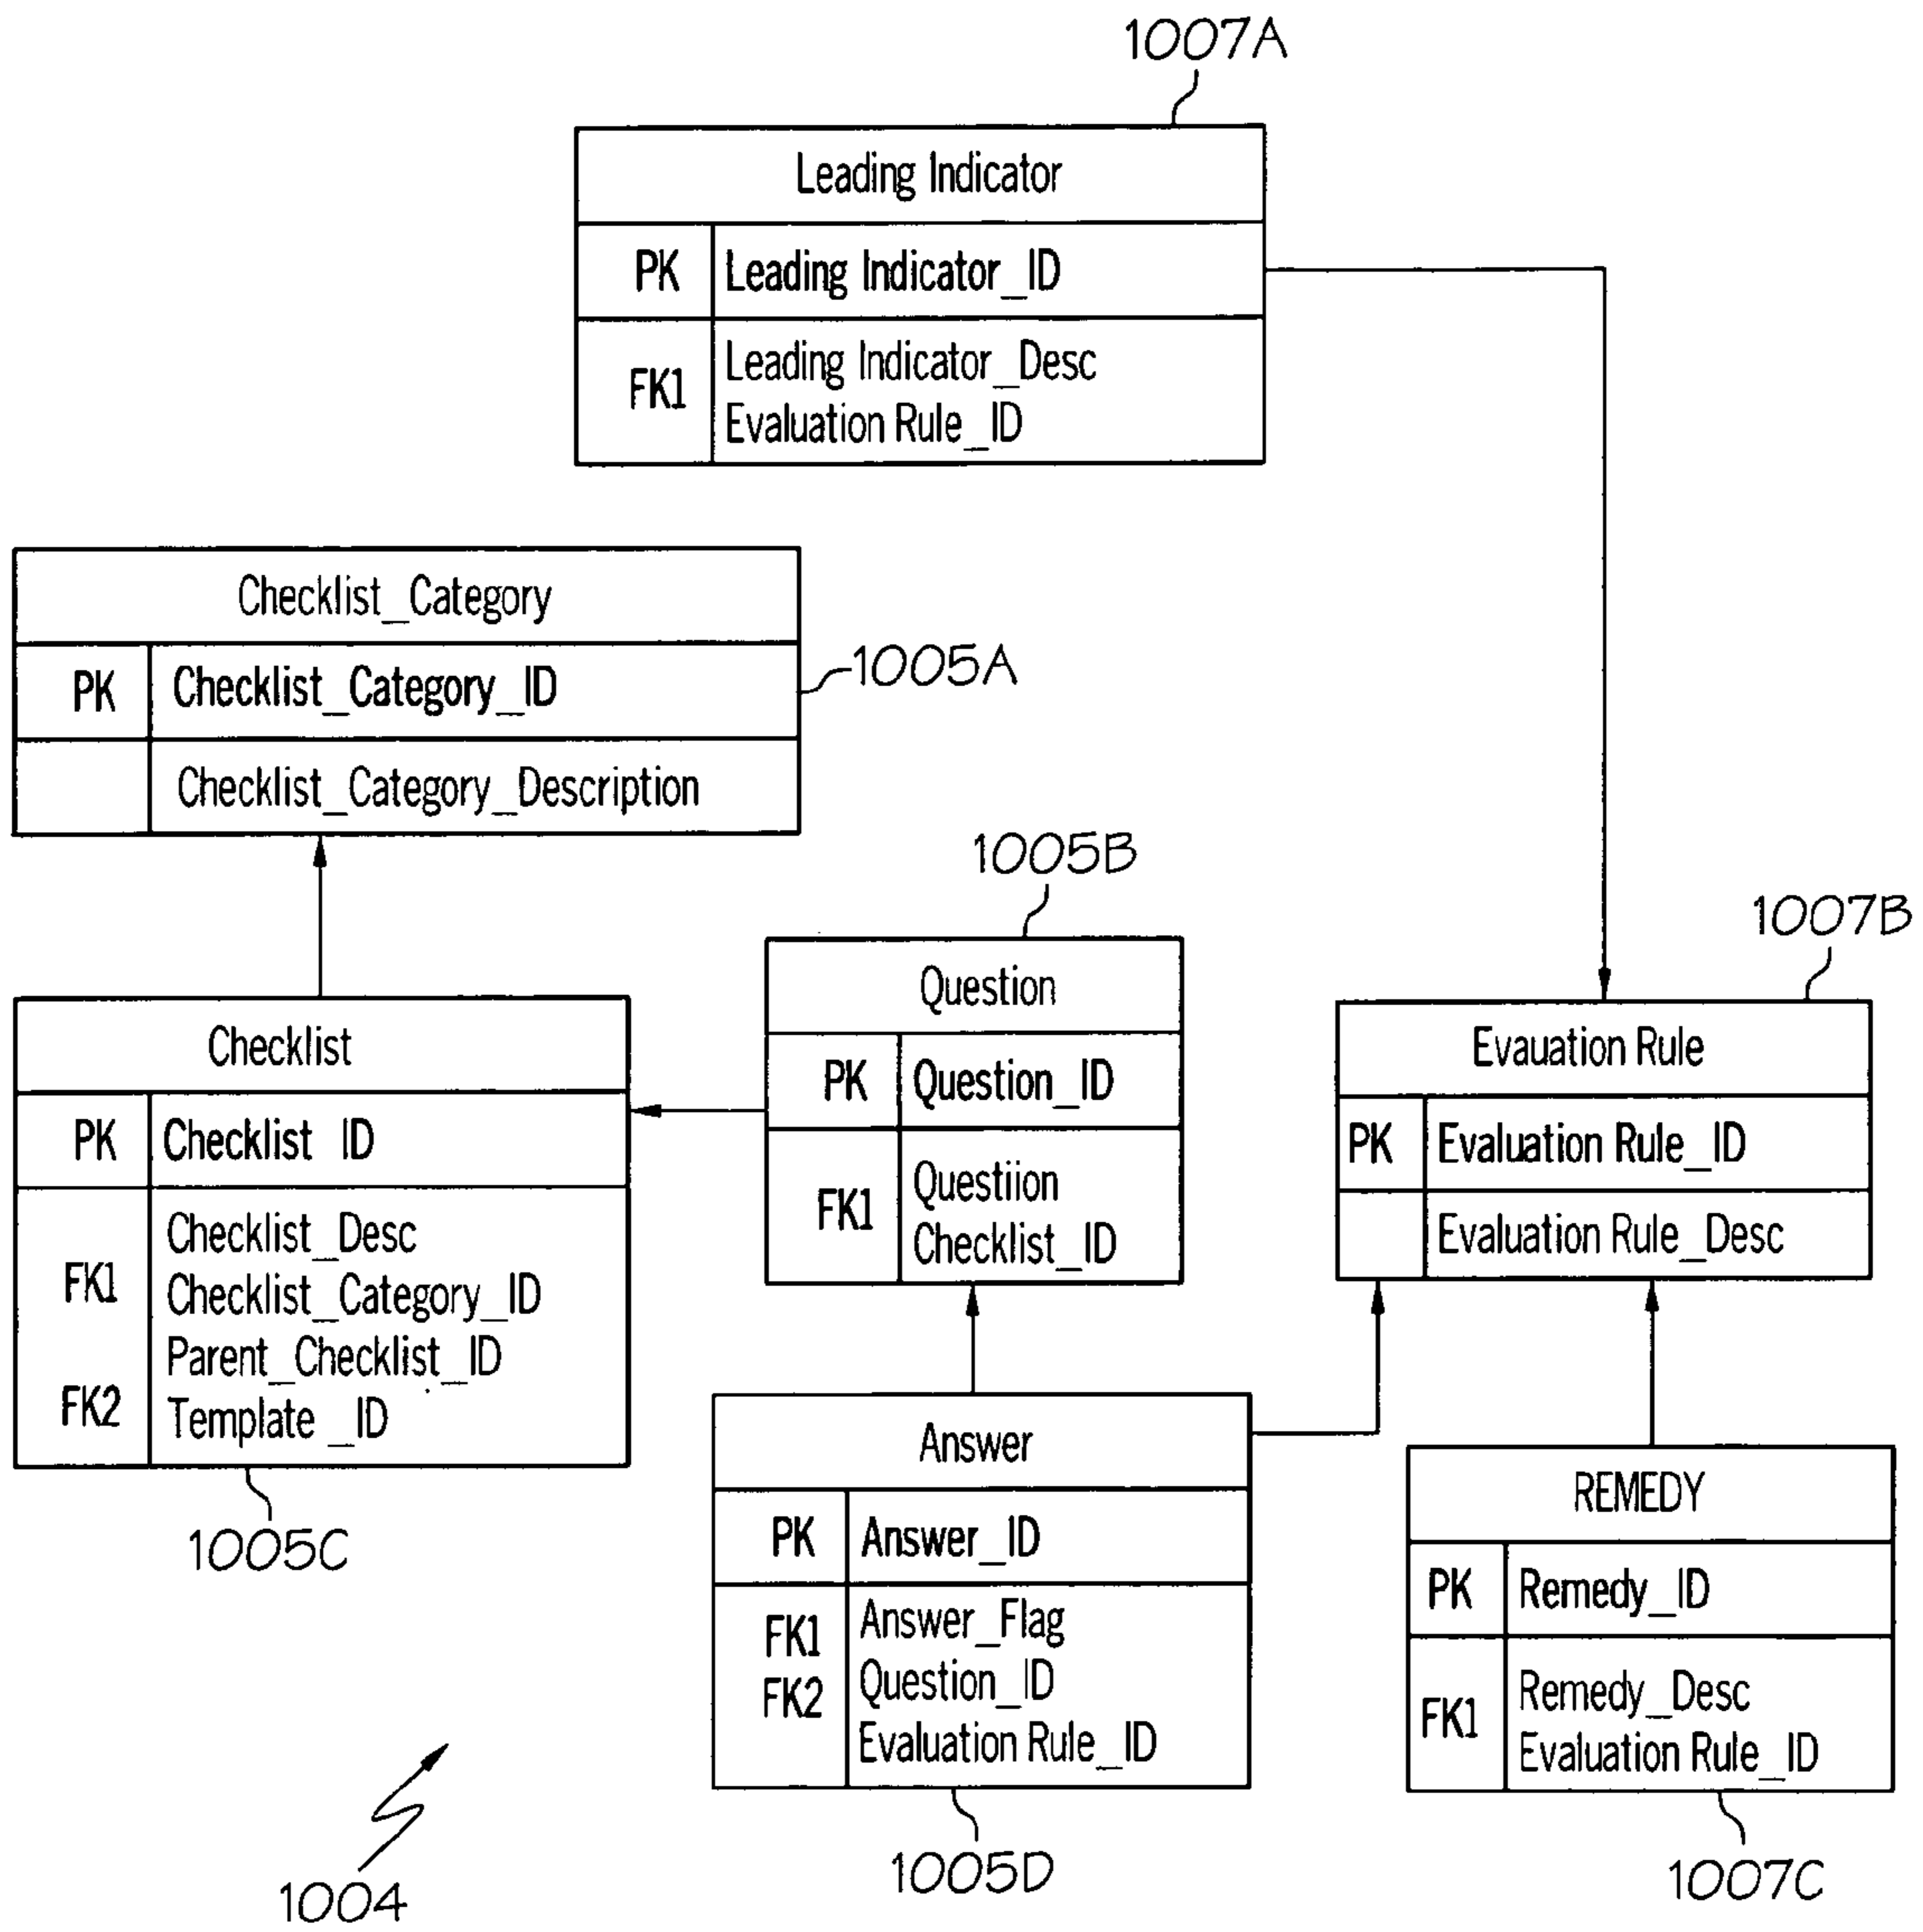 1007A
Leading Indicator
PK Leading Indicator_ID
Leading Indicator_Desc
FK1
Evaluation Rule_ID
Checklist_Category
PK Checklist_Category_ID
1005A
Checklist_Category_Description
1005B
1007B
Question
PK Question_ID
Questiion
FK1
Checklist_ID
Evauation Rule
PK Evaluation Rule_ID
Evaluation Rule_Desc
Checklist
PK Checklist ID
Checklist_Desc
FK1 Checklist_Category_ID
Parent_Checklist_ID
FK2 Template_ID
1005C
Answer
PK Answer_ID
FK1 Answer_Flag
FK2 Question_ID
Evaluation Rule_ID
1005D
REMEDY
PK Remedy_ID
Remedy_Desc
FK1
Evaluation Rule_ID
1007C
1004